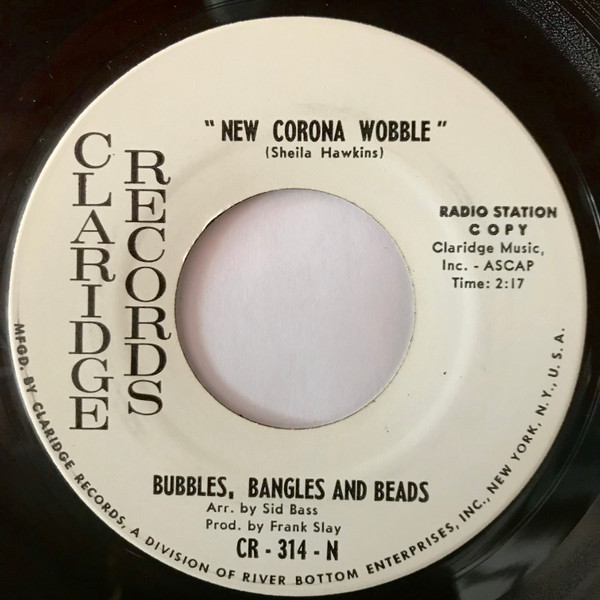 "NEW CORONA WOBBLE"
(Sheila Hawkins)
CLARIDGE
RECORDS
RADIO STATION
COPY
Claridge Music,
Inc. - ASCAP
Time: 2:17
BUBBLES, BANGLES AND BEADS
Arr. by Sid Bass
Prod. by Frank Slay
CR - 314 - N
MFGD. BY CLARIDGE RECORDS, A DIVISION OF RIVER BOTTOM ENTERPRISES, INC., NEW YORK, N.Y., U.S.A.